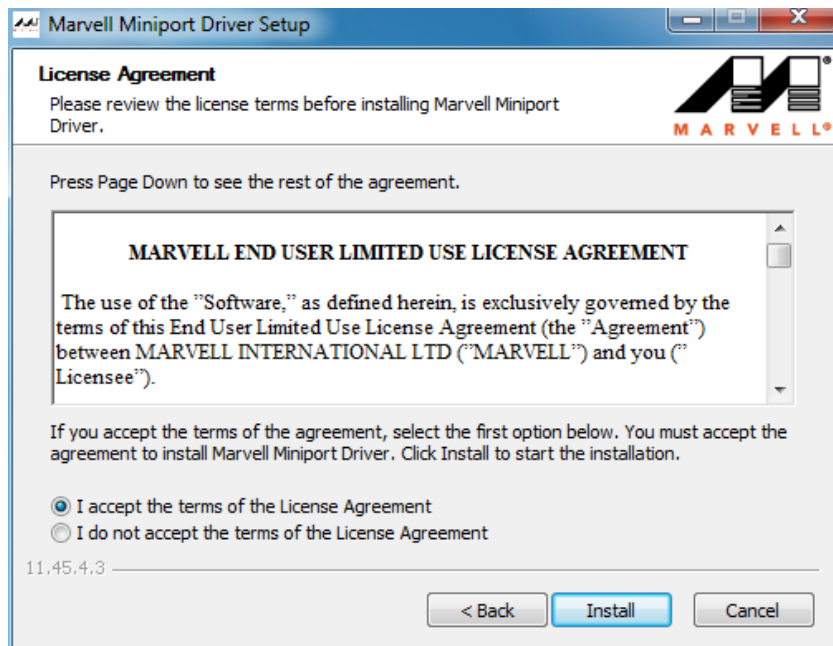 Marvell Miniport Driver Setup
License Agreement
Please review the license terms before installing Marvell Miniport
Driver.
MARVELL®
Press Page Down to see the rest of the agreement.
MARVELL END USER LIMITED USE LICENSE AGREEMENT
The use of the ”Software,” as defined herein, is exclusively governed by the
terms of this End User Limited Use License Agreement (the ”Agreement”)
between MARVELL INTERNATIONAL LTD (”MARVELL”) and you (”
Licensee”).
If you accept the terms of the agreement, select the first option below. You must accept the
agreement to install Marvell Miniport Driver. Click Install to start the installation.
I accept the terms of the License Agreement
I do not accept the terms of the License Agreement
11.45.4.3
< Back Install Cancel